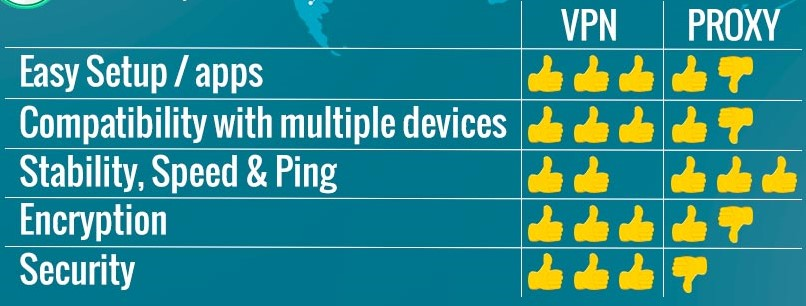 VPN PROXY
Easy Setup / apps
Compatibility with multiple devices
Stability, Speed & Ping
Encryption
Security